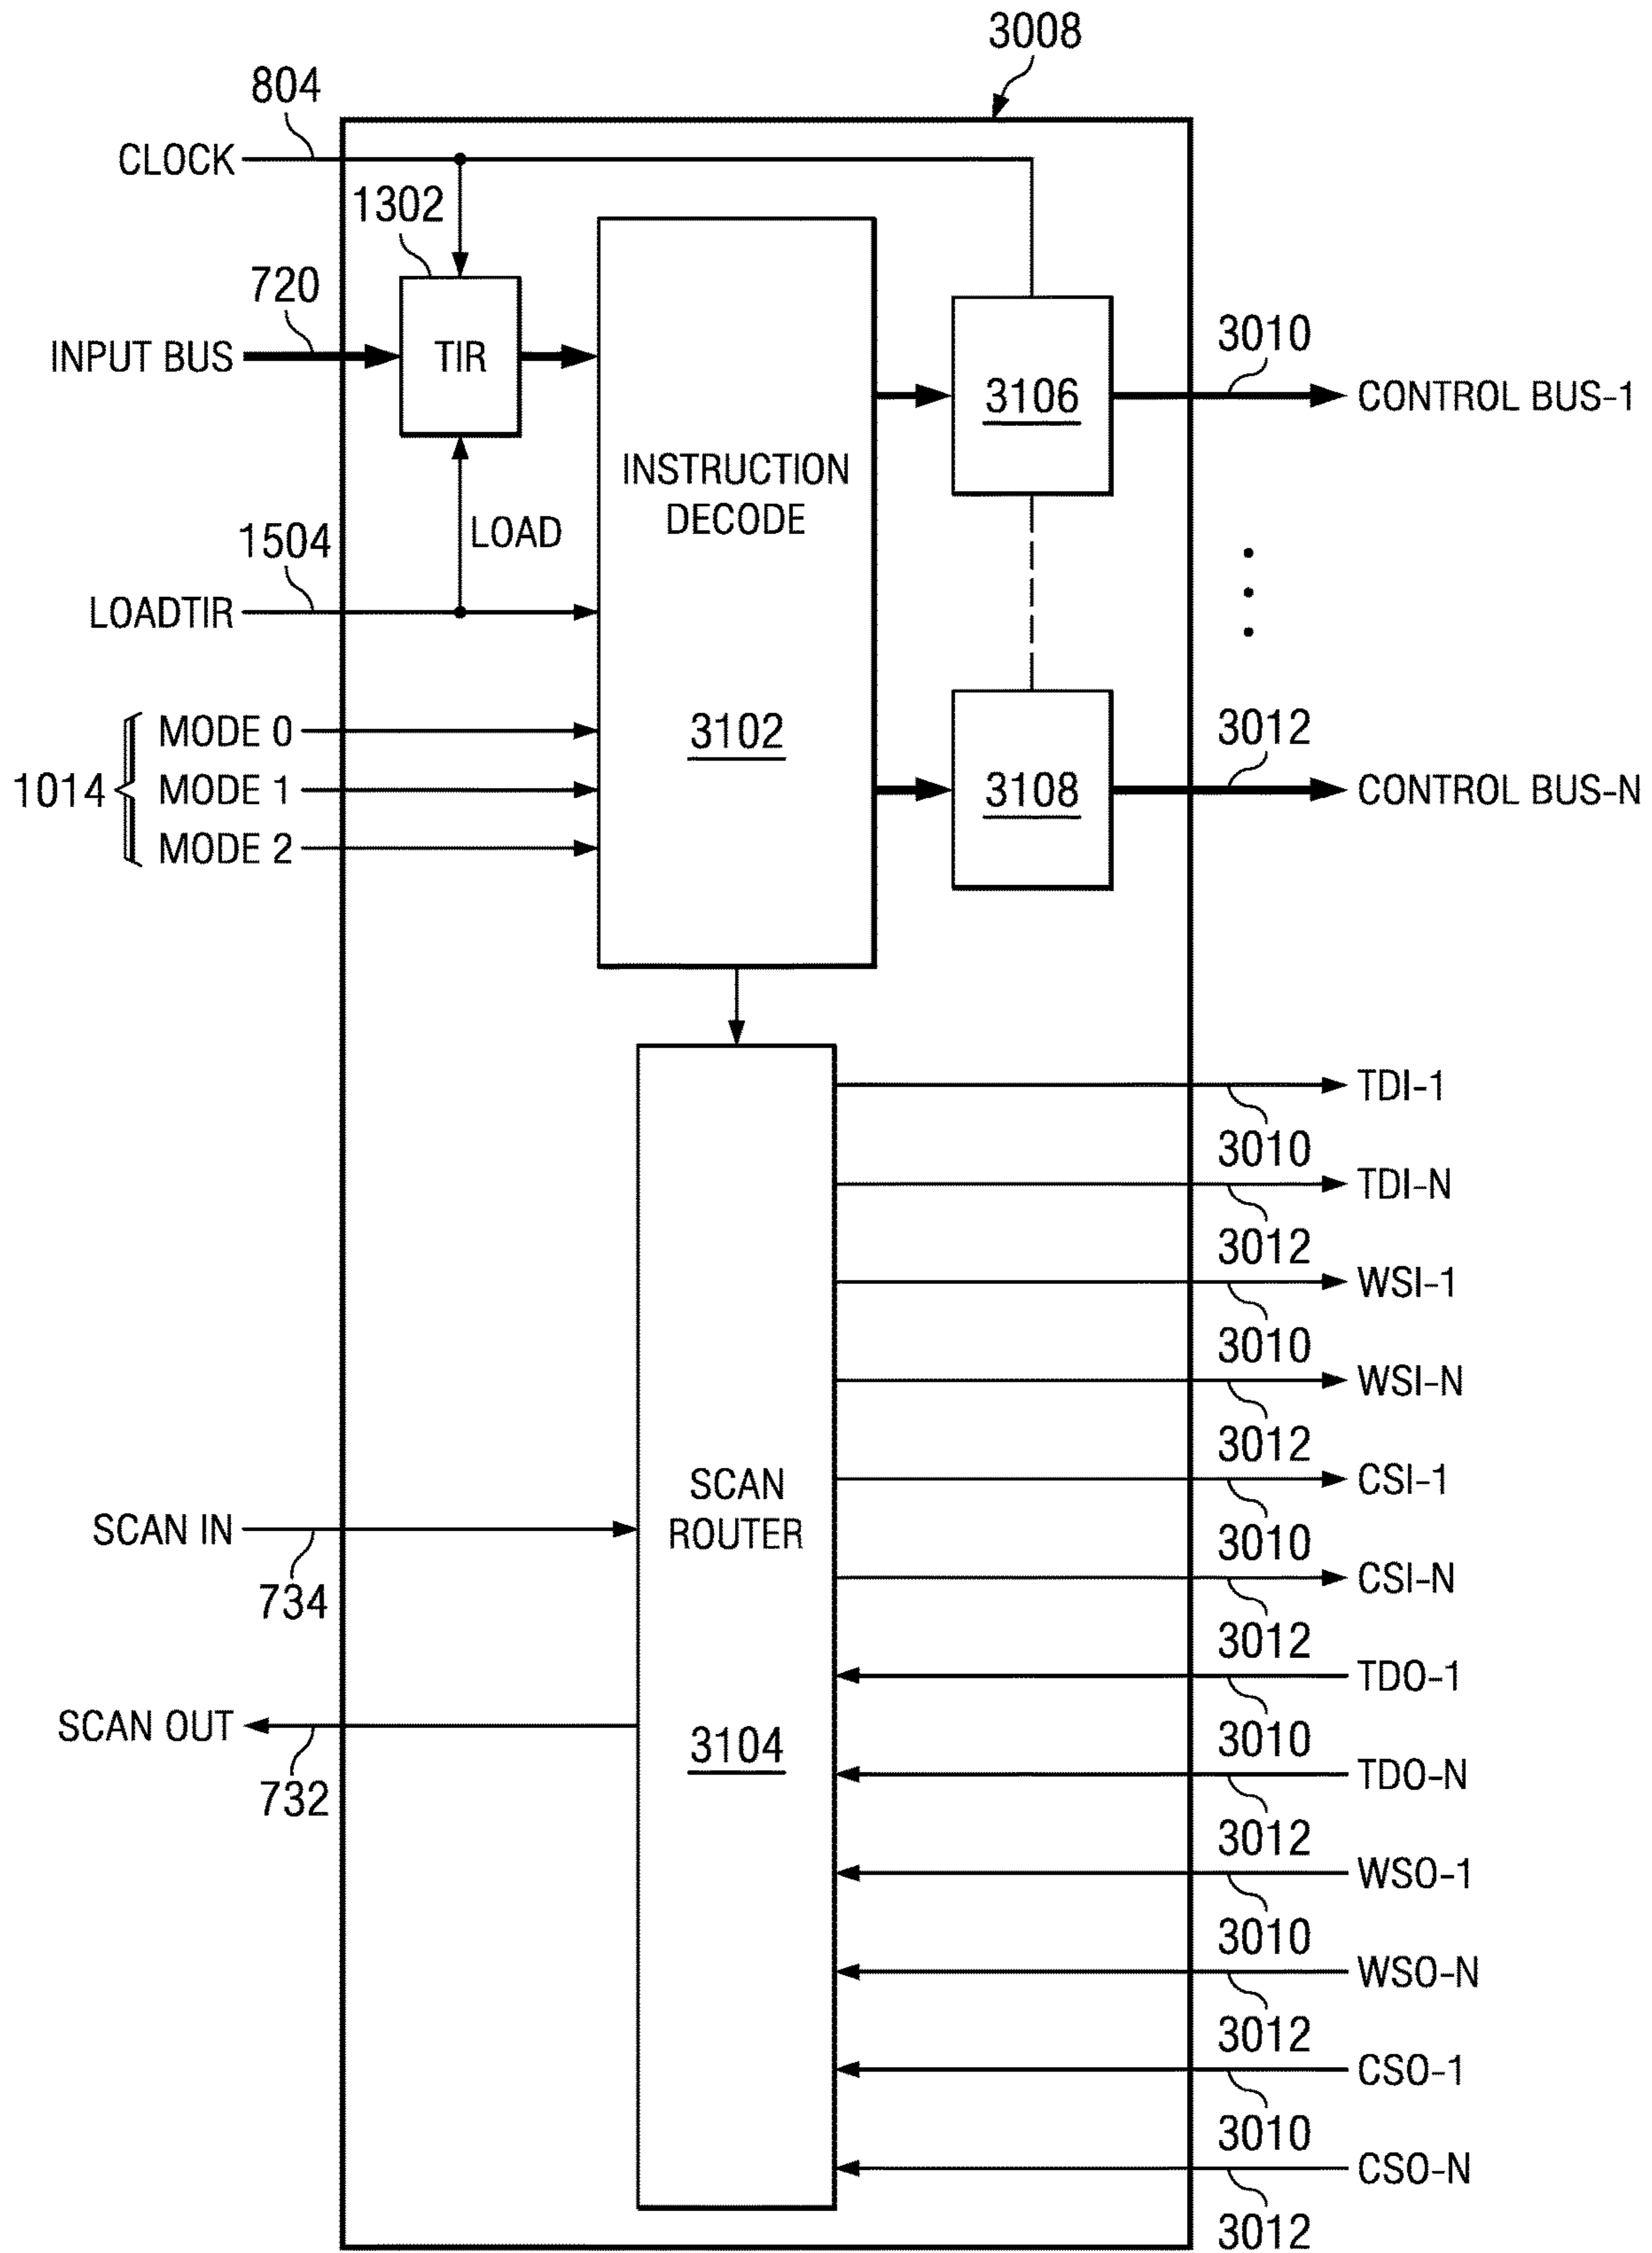 3008
804
CLOCK
1302
720
INPUT BUS
TIR
3010
3106
CONTROL BUS-1
INSTRUCTION
DECODE
1504
LOAD
LOADTIR
3012
1014
MODE 0
MODE 1
MODE 2
3102
3108
CONTROL BUS-N
TDI-1
3010
TDI-N
3012
WSI-1
3010
WSI-N
3012
CSI-1
3010
CSI-N
3012
SCAN
ROUTER
SCAN IN
734
TDO-1
3010
SCAN OUT
732
3104
TDO-N
3012
WSO-1
3010
WSO-N
3012
CSO-1
3010
CSO-N
3012